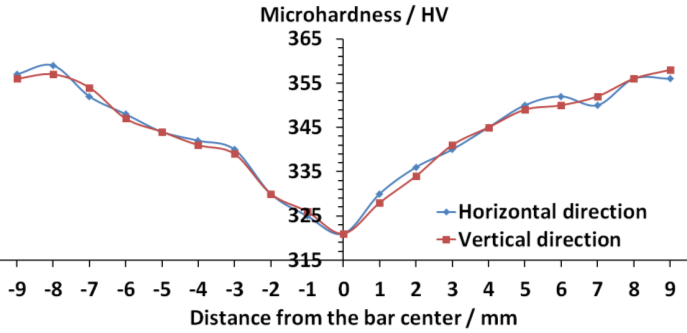 Microhardness / HV
365
355
345
335
325
315
Horizontal direction
Vertical direction
-9 -8 -7 -6 -5 -4 -3 -2 -1 0 1 2 3 4 5 6 7 8 9
Distance from the bar center / mm